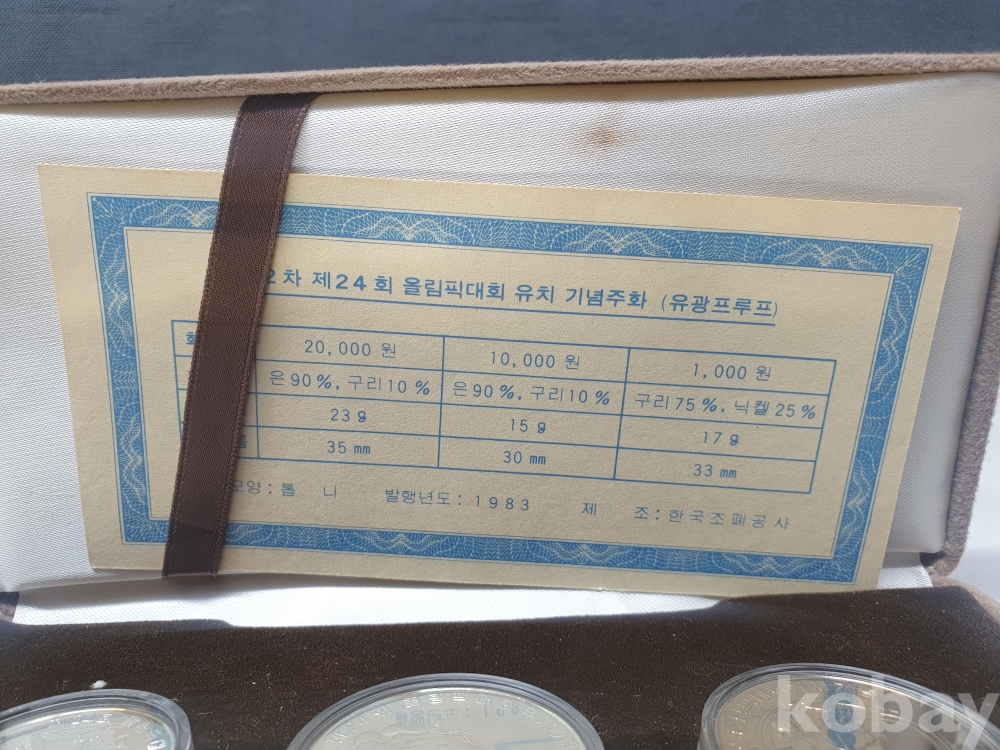 2차 제24회 올림픽대회 유치 기념주화 (유광프루프)
20,000 원 10,000 원 1,000 원
은90%, 구리10% 은90%, 구리10% 구리75%, 닉켈25%
23g 15g 17g
35mm 30mm 33mm
모양: 톱 니 발행년도: 1983 제 조: 한국조폐공사
kobay